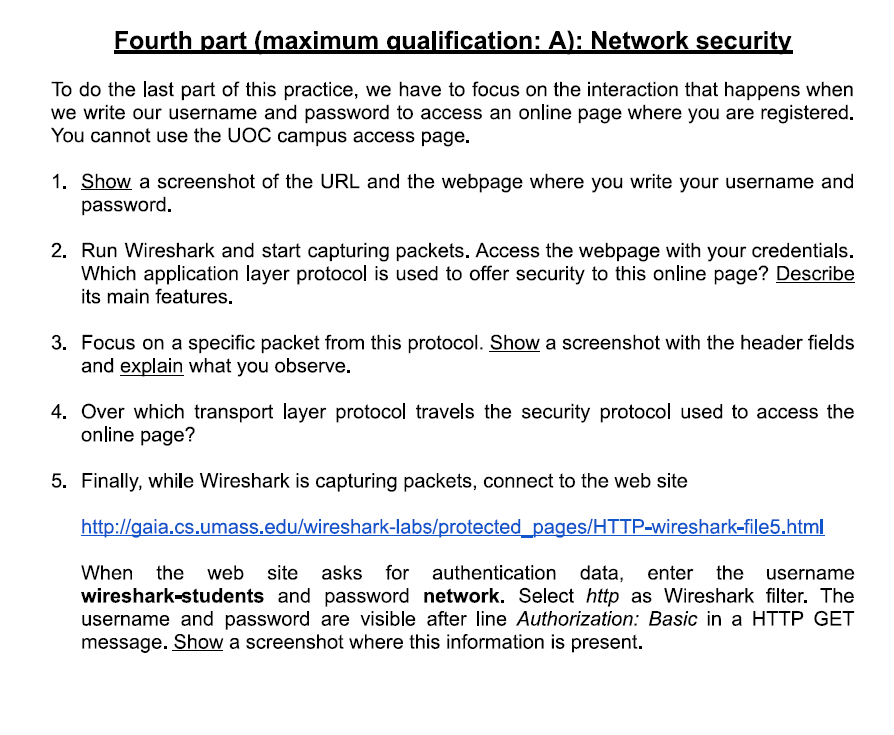 Fourth part (maximum qualification: A): Network security
To do the last part of this practice, we have to focus on the interaction that happens when
we write our username and password to access an online page where you are registered.
You cannot use the UOC campus access page.
1. Show a screenshot of the URL and the webpage where you write your username and
password.
2. Run Wireshark and start capturing packets. Access the webpage with your credentials.
Which application layer protocol is used to offer security to this online page? Describe
its main features.
3. Focus on a specific packet from this protocol. Show a screenshot with the header fields
and explain what you observe.
4. Over which transport layer protocol travels the security protocol used to access the
online page?
5. Finally, while Wireshark is capturing packets, connect to the web site
http://gaia.cs.umass.edu/wireshark-labs/protected_pages/HTTP-wireshark-file5.html
When the web site asks for authentication data, enter the username
wireshark-students and password network. Select http as Wireshark filter. The
username and password are visible after line Authorization: Basic in a HTTP GET
message. Show a screenshot where this information is present.